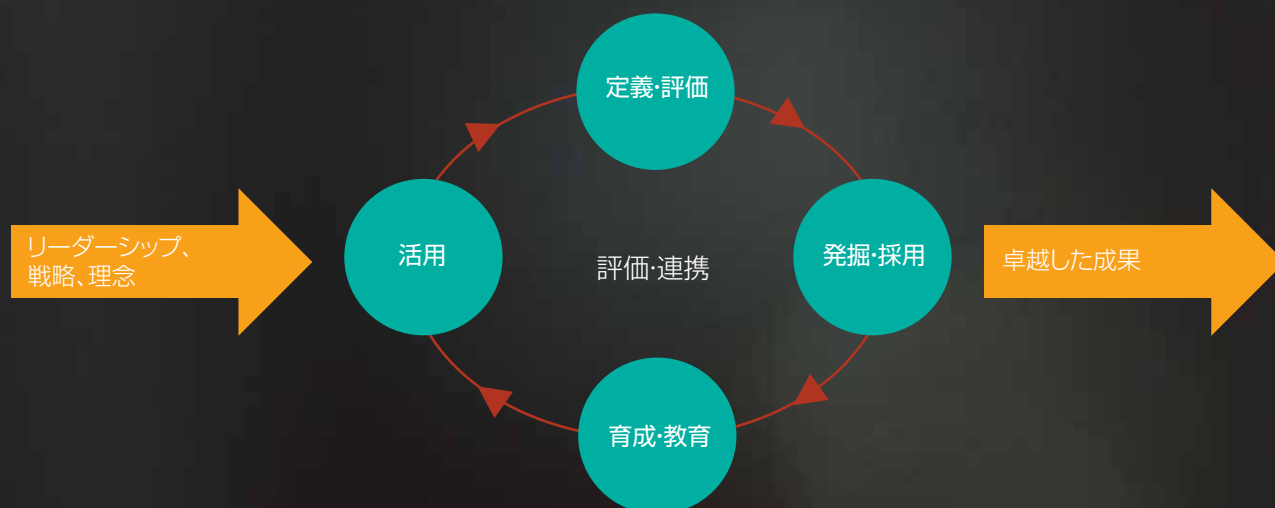 定義·評価
リーダーシップ、
戦略、理念
活用
評価·連携
発掘·採用
卓越した成果
育成·教育